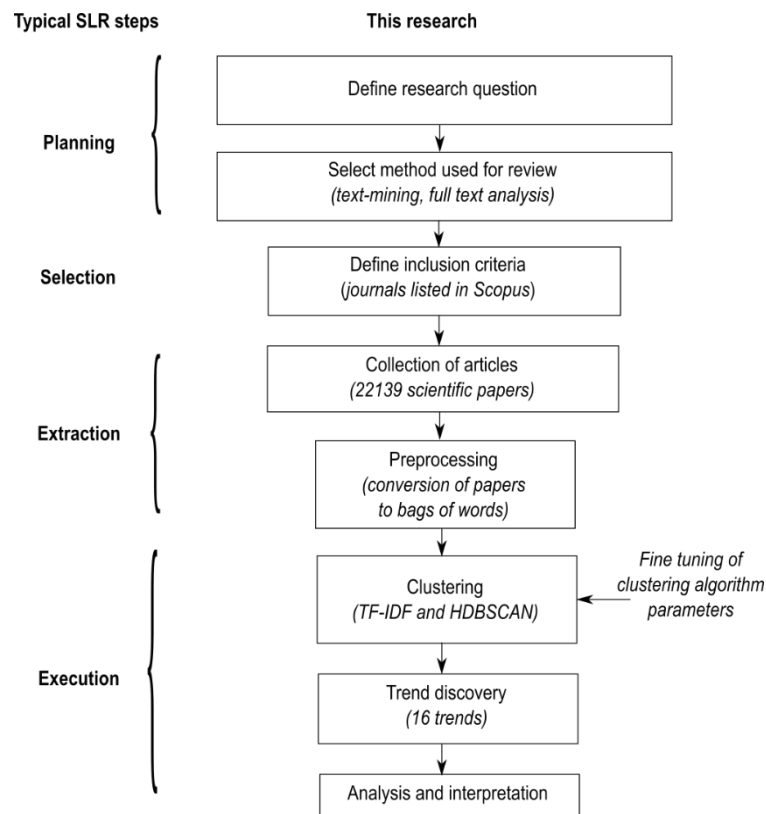 Typical SLR steps
This research
Define research question
Planning
Select method used for review
(text-mining, full text analysis)
Selection
Define inclusion criteria
(journals listed in Scopus)
Collection of articles
(22139 scientific papers)
Extraction
Preprocessing
(conversion of papers
to bags of words)
Clustering
(TF-IDF and HDBSCAN)
Fine tuning of
clustering algorithm
parameters
Execution
Trend discovery
(16 trends)
Analysis and interpretation